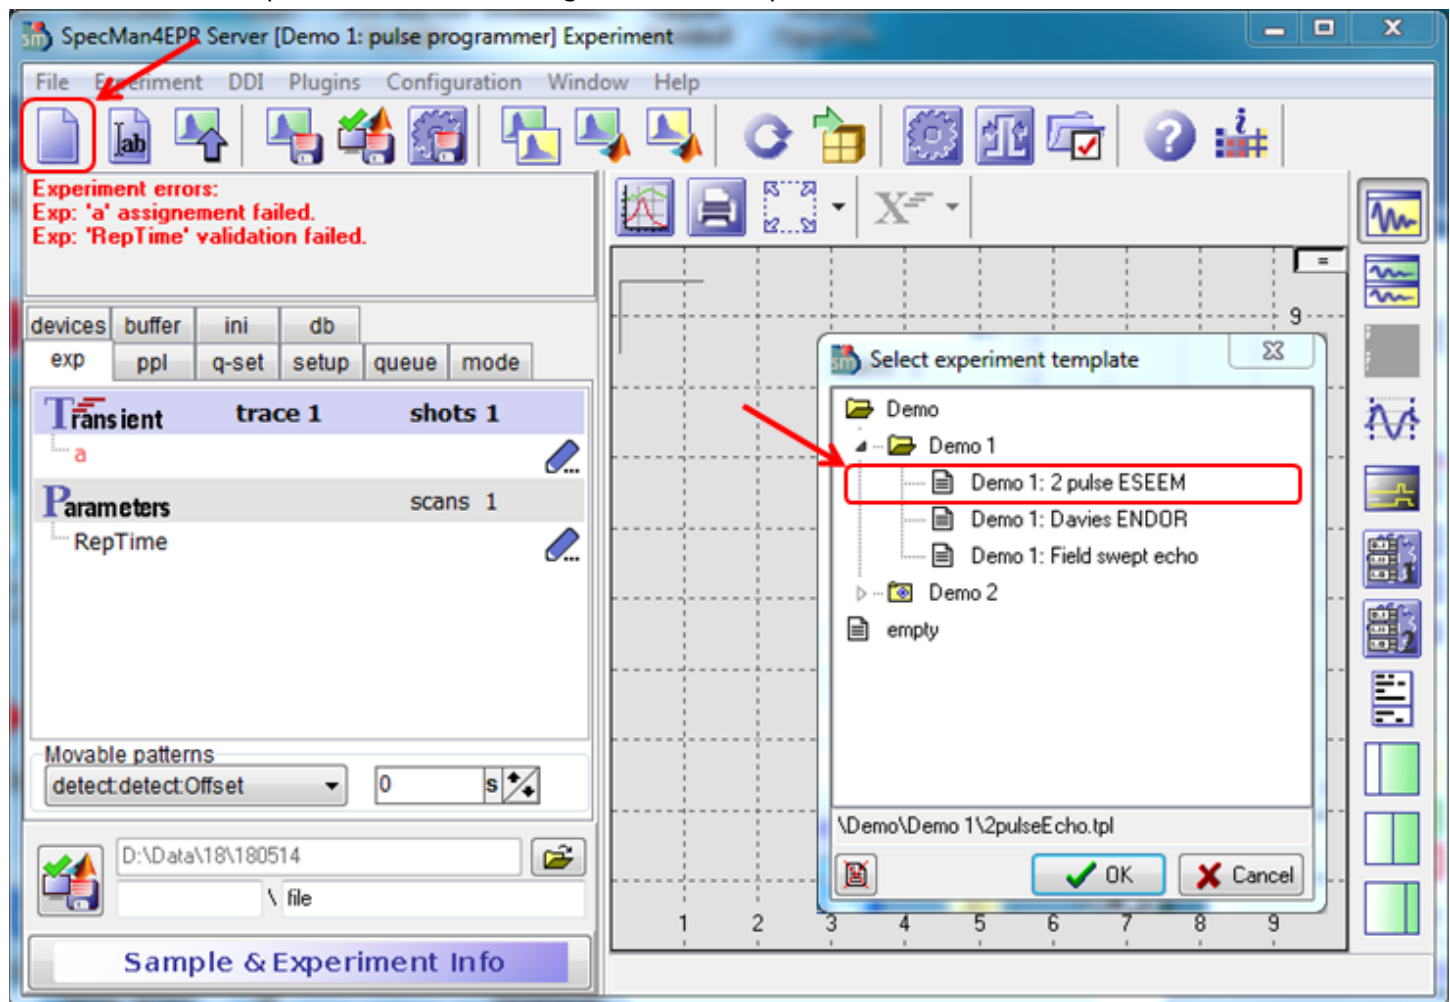 SpecMan4EPR Server [Demo 1: pulse programmer] Experiment
File Experiment DDI Plugins Configuration Window Help
ab
Experiment errors:
Exp: 'a' assignement failed.
Exp: 'RepTime' validation failed.
devices buffer ini db
exp ppl q-set setup queue mode
Transient trace 1 shots 1
a
Parameters scans 1
RepTime
Movable patterns
detect:detect:Offset 0 s
D:\Data\18\180514
\ file
Sample & Experiment Info
X
=
9
1 2 3 4 5 6 7 8 9
sm Select experiment template
Demo
Demo 1
Demo 1: 2 pulse ESEEM
Demo 1: Davies ENDOR
Demo 1: Field swept echo
Demo 2
empty
\Demo\Demo 1\2pulseEcho.tpl
OK Cancel
1
2